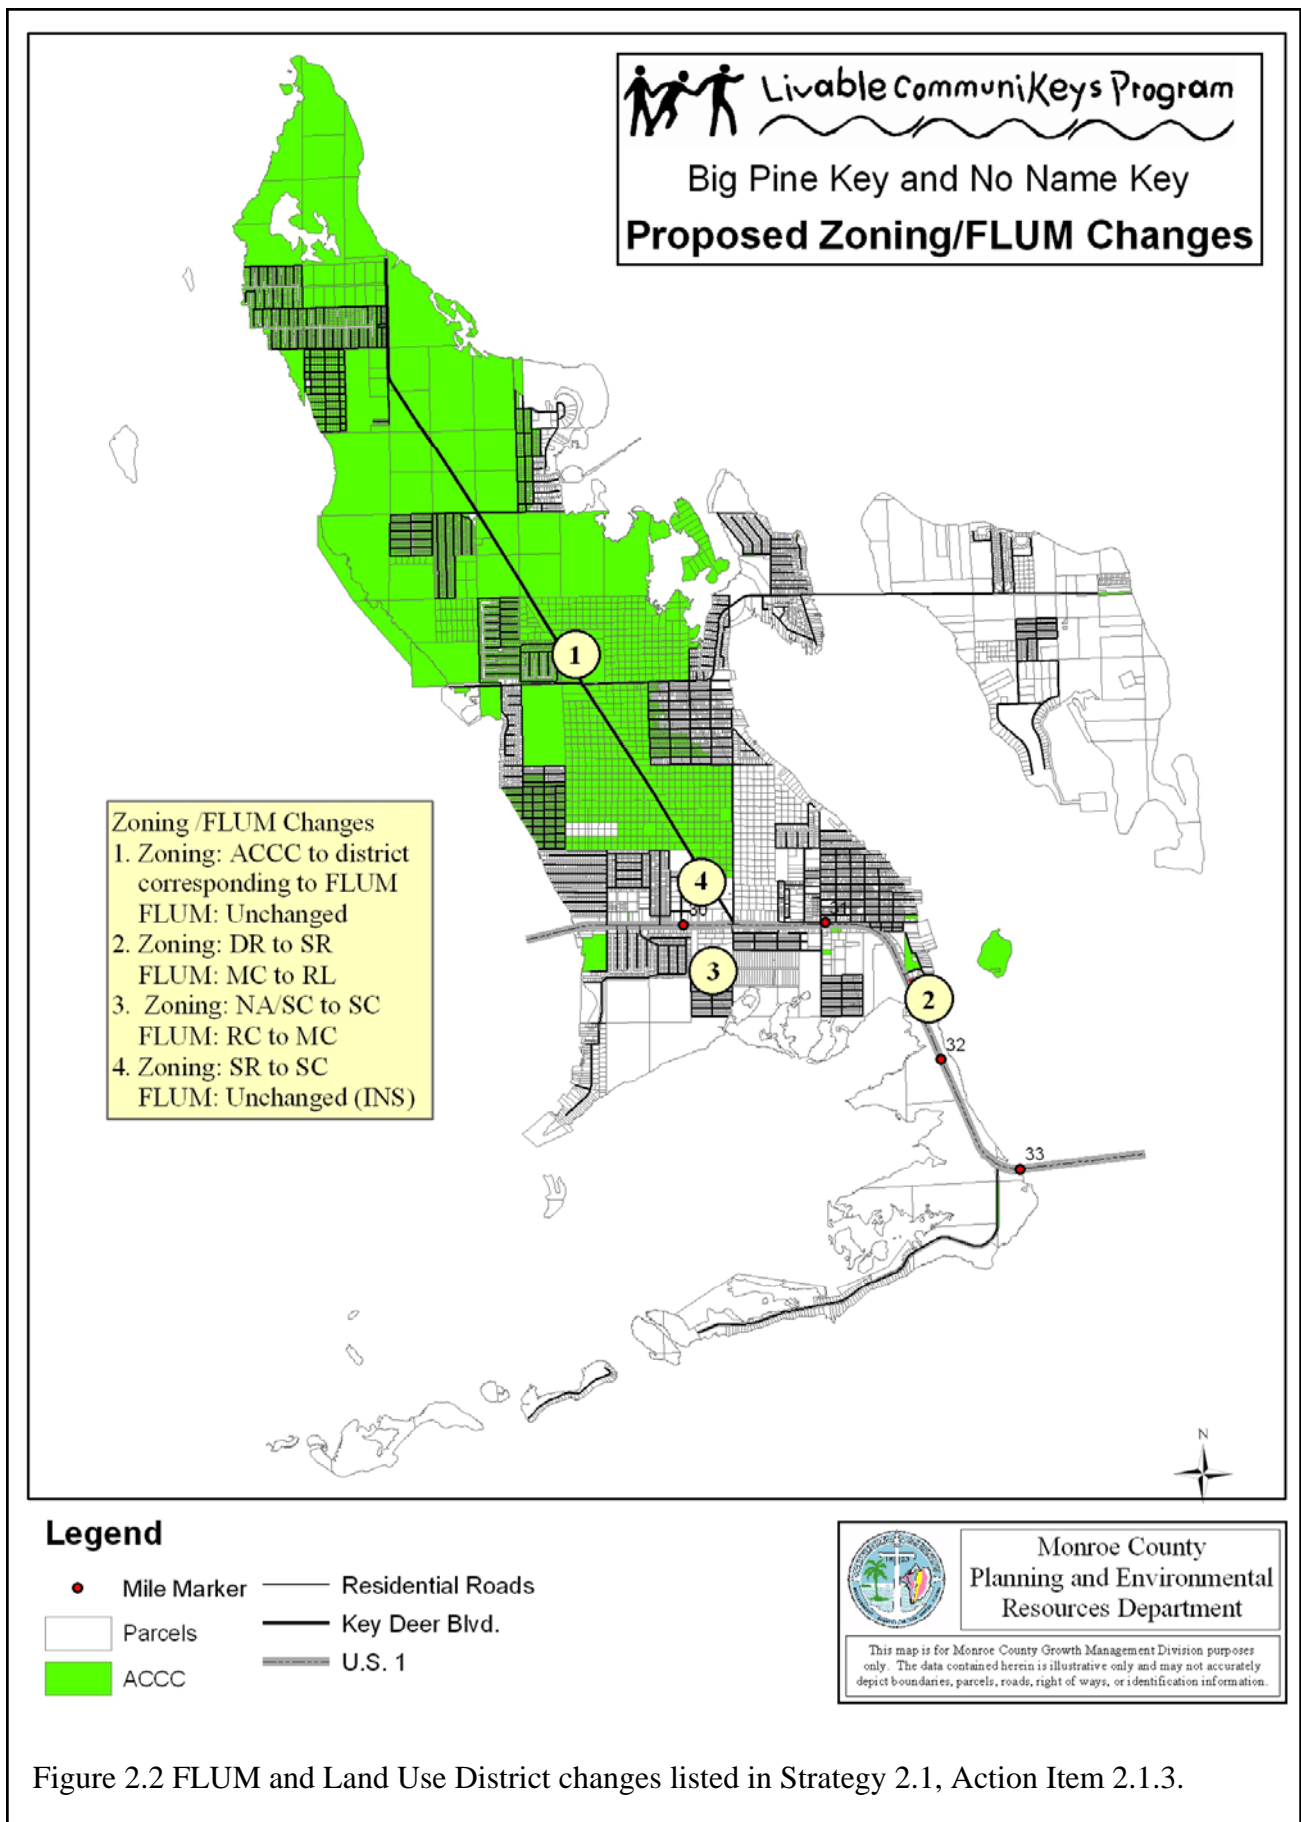 Livable CommuniKeys Program
Big Pine Key and No Name Key
Proposed Zoning/FLUM Changes
1
Zoning /FLUM Changes
1. Zoning: ACCC to district
corresponding to FLUM
FLUM: Unchanged
2. Zoning: DR to SR
FLUM: MC to RL
3. Zoning: NA/SC to SC
FLUM: RC to MC
4. Zoning: SR to SC
FLUM: Unchanged (INS)
4
3
2
32
33
N
Legend
Mile Marker
Parcels
ACCC
Residential Roads
Key Deer Blvd.
U.S. 1
Monroe County
Planning and Environmental
Resources Department
This map is for Monroe County Growth Management Division purposes
only. The data contained herein is illustrative only and may not accurately
depict boundaries, parcels, roads, right of ways, or identification information.
Figure 2.2 FLUM and Land Use District changes listed in Strategy 2.1, Action Item 2.1.3.